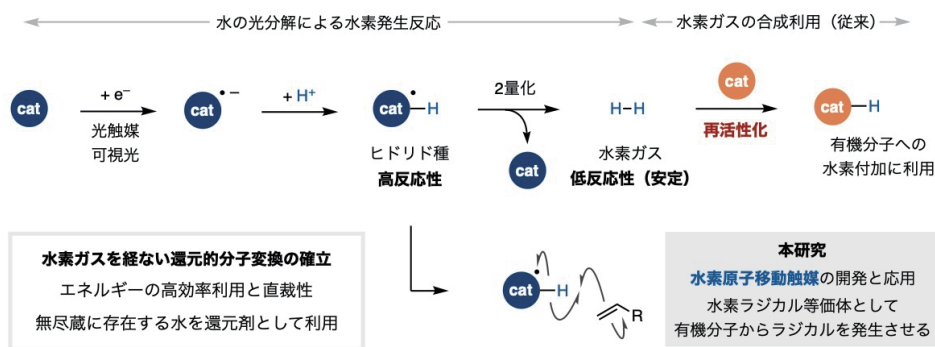 水の光分解による水素発生反応
水素ガスの合成利用（従来）
cat
+ e⁻
光触媒
可視光
cat •−
+ H⁺
cat • H
ヒドリド種
高反応性
2量化
cat
H-H
水素ガス
低反応性（安定）
cat
再活性化
cat H
有機分子への
水素付加に利用
水素ガスを経ない還元的分子変換の確立
エネルギーの高効率利用と直裁性
無尽蔵に存在する水を還元剤として利用
cat • H
R
本研究
水素原子移動触媒の開発と応用
水素ラジカル等価体として
有機分子からラジカルを発生させる